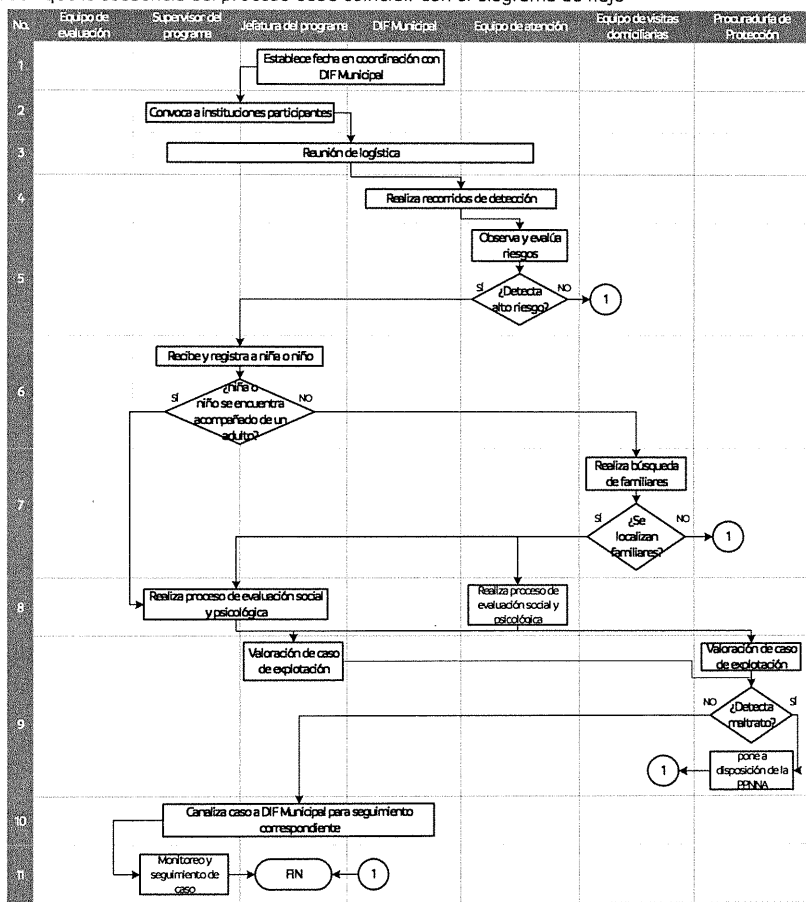 que la secuencia del proceso debe coincidir con el diagrama de flujo
No.
Equipo de
evaluación
Supervisor del
programa
Jefatura del programa
DIF Municipal
Equipo de atención
Equipo de visitas
domiciliarias
Procuraduría de
Protección
1
Establece fecha en coordinación con
DIF Municipal
2
Convoca a instituciones participantes
3
Reunión de logística
4
Realiza recorridos de detección
Observa y evalúa
riesgos
5
SÍ
¿Detecta
alto riesgo?
NO
1
Recibe y registra a niña o niño
6
SÍ
¿niña o
niño se encuentra
acompañado de un
adulto?
NO
Realiza búsqueda
de familiares
7
SÍ
¿Se
localizan
familiares?
NO
1
8
Realiza proceso de evaluación social
y psicológica
Realiza proceso de
evaluación social y
psicológica
Valoración de caso
de explotación
Valoración de caso
de explotación
9
NO
¿Detecta
maltrato?
SÍ
1
pone a
disposición de la
PPNNA
10
Canaliza caso a DIF Municipal para seguimiento
correspondiente
11
Monitoreo y
seguimiento de
caso
FIN
1